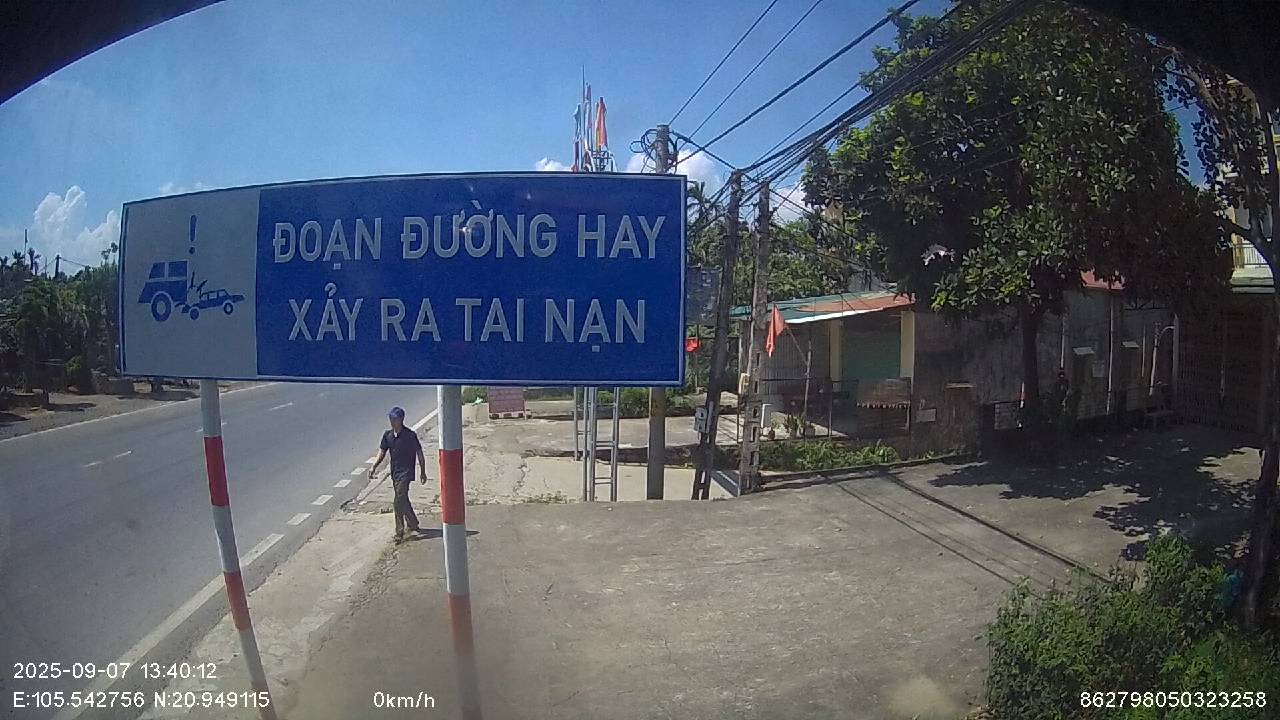 ĐOẠN ĐƯỜNG HAY
XẢY RA TAI NẠN
2025-09-07 13:40:12
E:105.542756 N:20.949115
0km/h
862798050323258